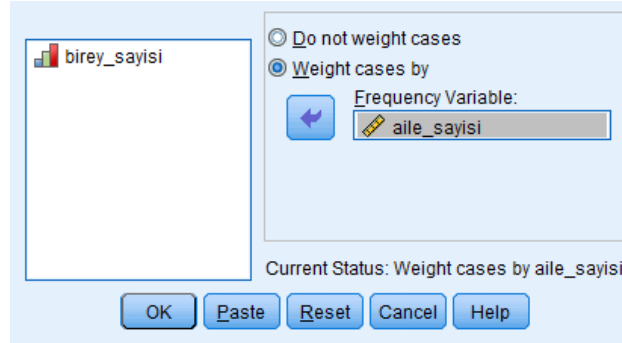 birey_sayisi
Do not weight cases
Weight cases by
Frequency Variable:
aile_sayisi
Current Status: Weight cases by aile_sayisi
OK Paste Reset Cancel Help